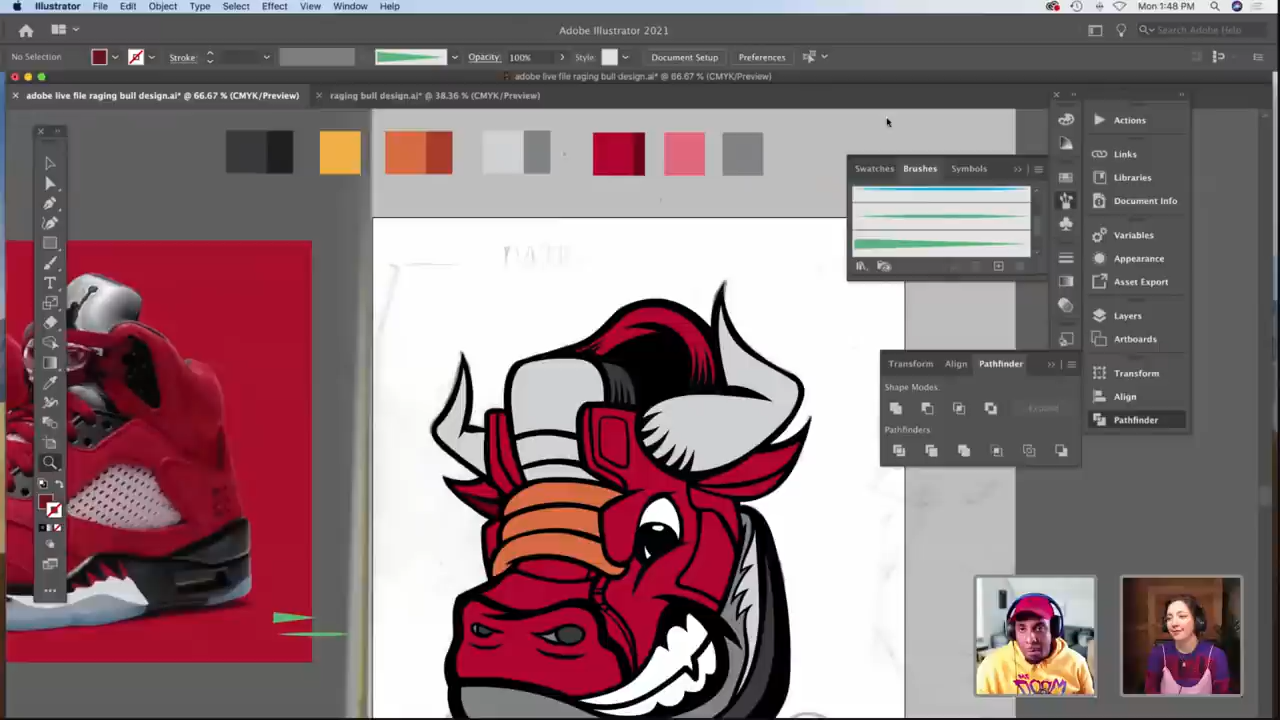 Illustrator File Edit Object Type Select Effect View Window Help
Mon 1:48 PM
Adobe Illustrator 2021
Search Adobe Help
No Selection
Stroke:
Opacity: 100%
Style:
Document Setup
Preferences
adobe live file raging bull design.ai* @ 66.67 % (CMYK/Preview)
adobe live file raging bull design.ai* @ 66.67 % (CMYK/Preview)
raging bull design.ai* @ 38.36 % (CMYK/Preview)
Actions
Links
Libraries
Document Info
Variables
Appearance
Asset Export
Layers
Artboards
Transform
Align
Pathfinder
Swatches Brushes Symbols
Transform Align Pathfinder
Shape Modes:
Expand
Pathfinders:
DOOM